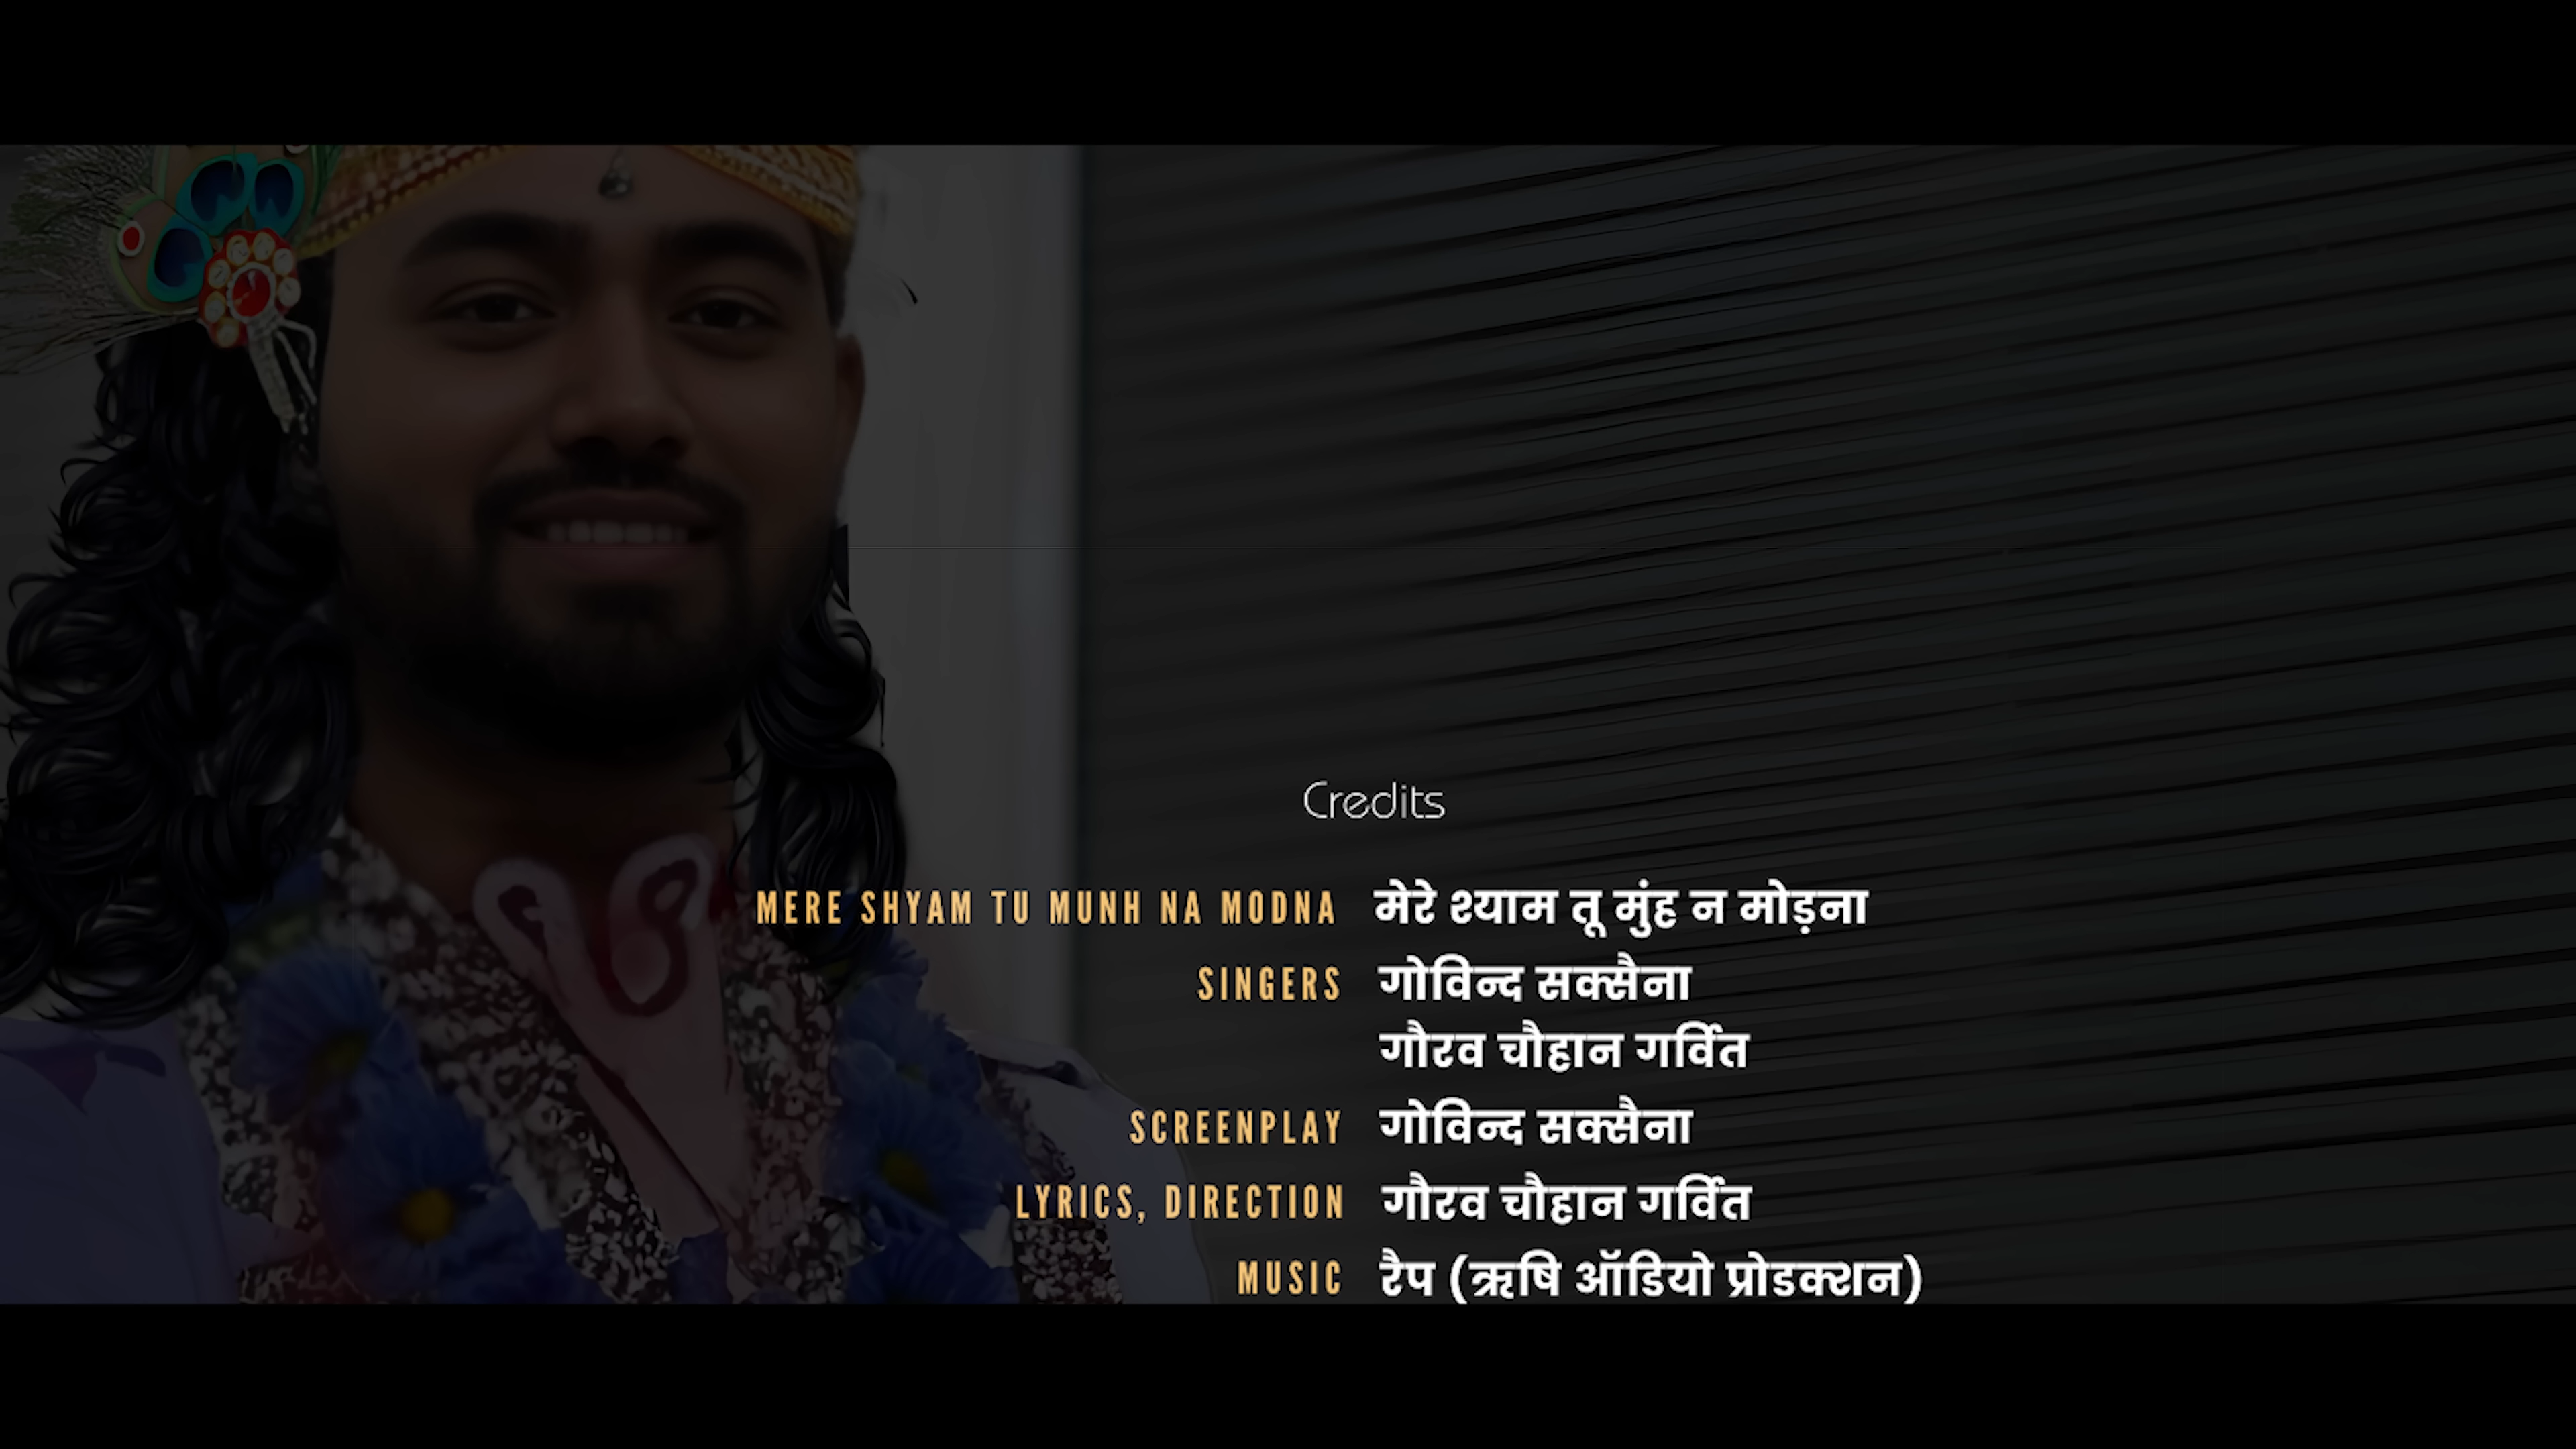 Credits
MERE SHYAM TU MUNH NA MODNA मेरे श्याम तू मुंह न मोड़ना
SINGERS गोविन्द सक्सैना
गौरव चौहान गर्वित
SCREENPLAY गोविन्द सक्सैना
LYRICS, DIRECTION गौरव चौहान गर्वित
MUSIC रैप (ऋषि ऑडियो प्रोडक्शन)